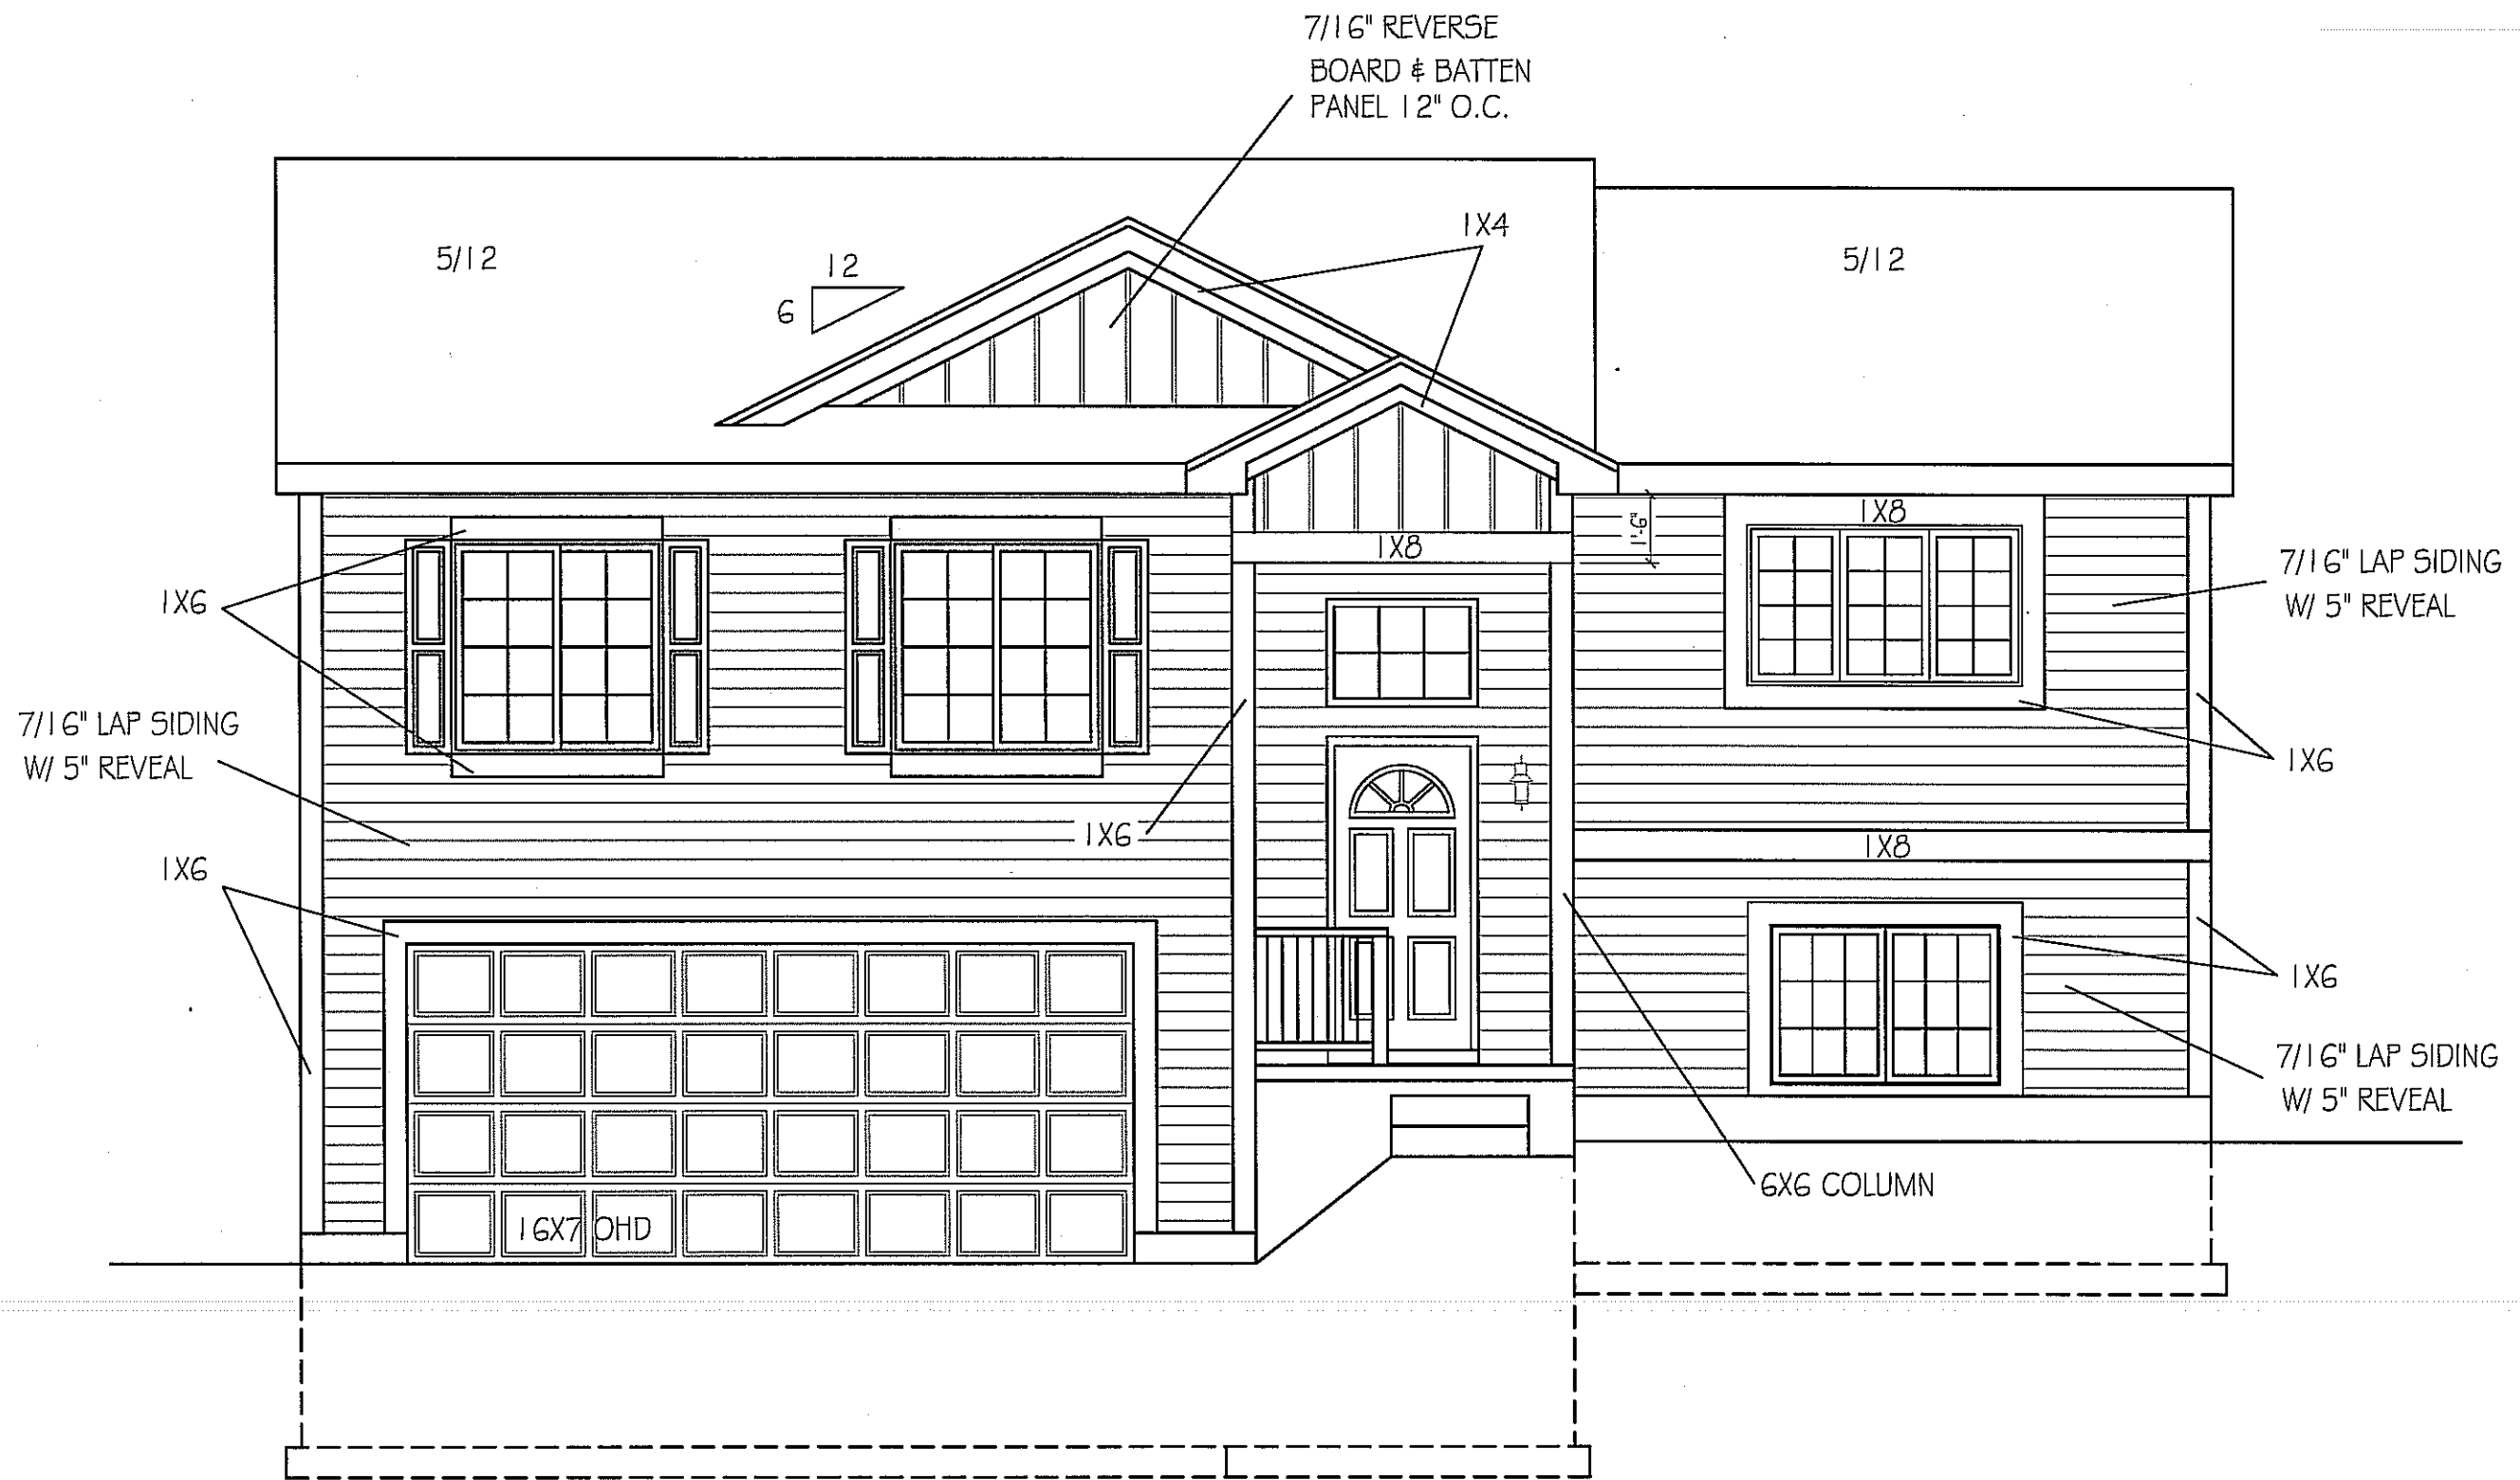 7/16" REVERSE
BOARD & BATTEN
PANEL 12" O.C.
1X4
5/12
12
6
5/12
1X8
1'-6"
1X8
7/16" LAP SIDING
W/ 5" REVEAL
1X6
7/16" LAP SIDING
W/ 5" REVEAL
1X6
1X6
1X8
1X6
1X6
7/16" LAP SIDING
W/ 5" REVEAL
6X6 COLUMN
16X7 OHD